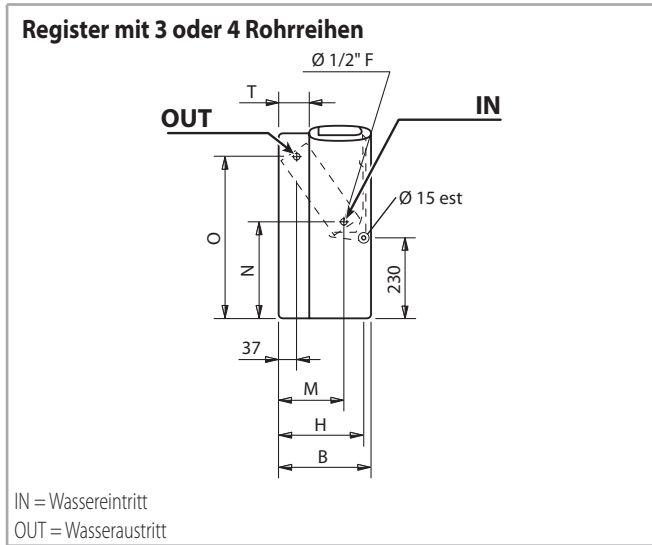 Register mit 3 oder 4 Rohrreihen
Ø 1/2" F
T
OUT
IN
Ø 15 est
O
N
230
37
M
H
B
IN = Wassereintritt
OUT = Wasseraustritt